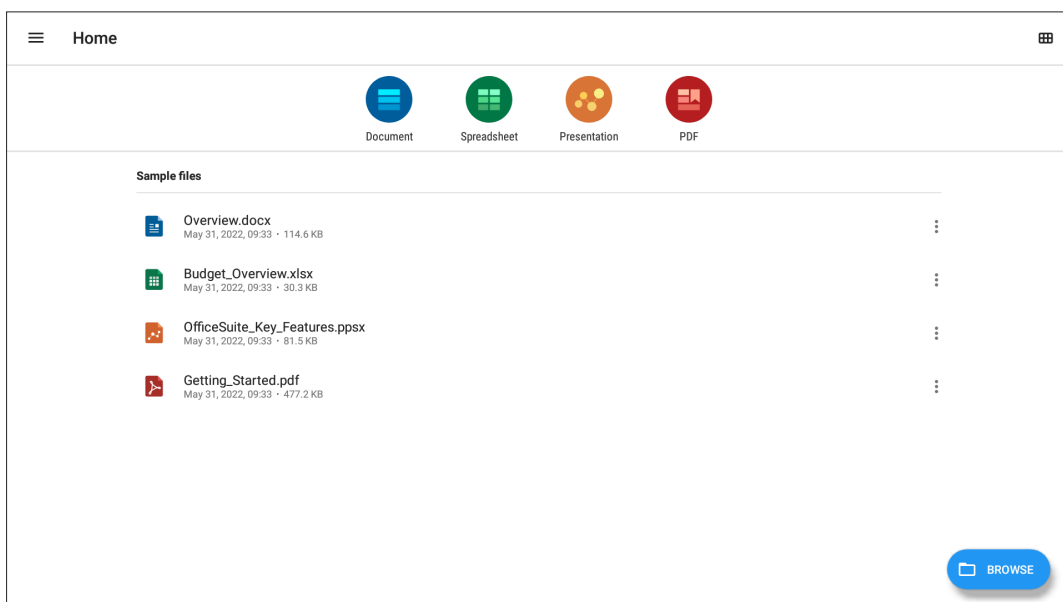 Home
Document Spreadsheet Presentation PDF
Sample files
Overview.docx
May 31, 2022, 09:33 · 114.6 KB
Budget_Overview.xlsx
May 31, 2022, 09:33 · 30.3 KB
OfficeSuite_Key_Features.ppsx
May 31, 2022, 09:33 · 81.5 KB
Getting_Started.pdf
May 31, 2022, 09:33 · 477.2 KB
BROWSE